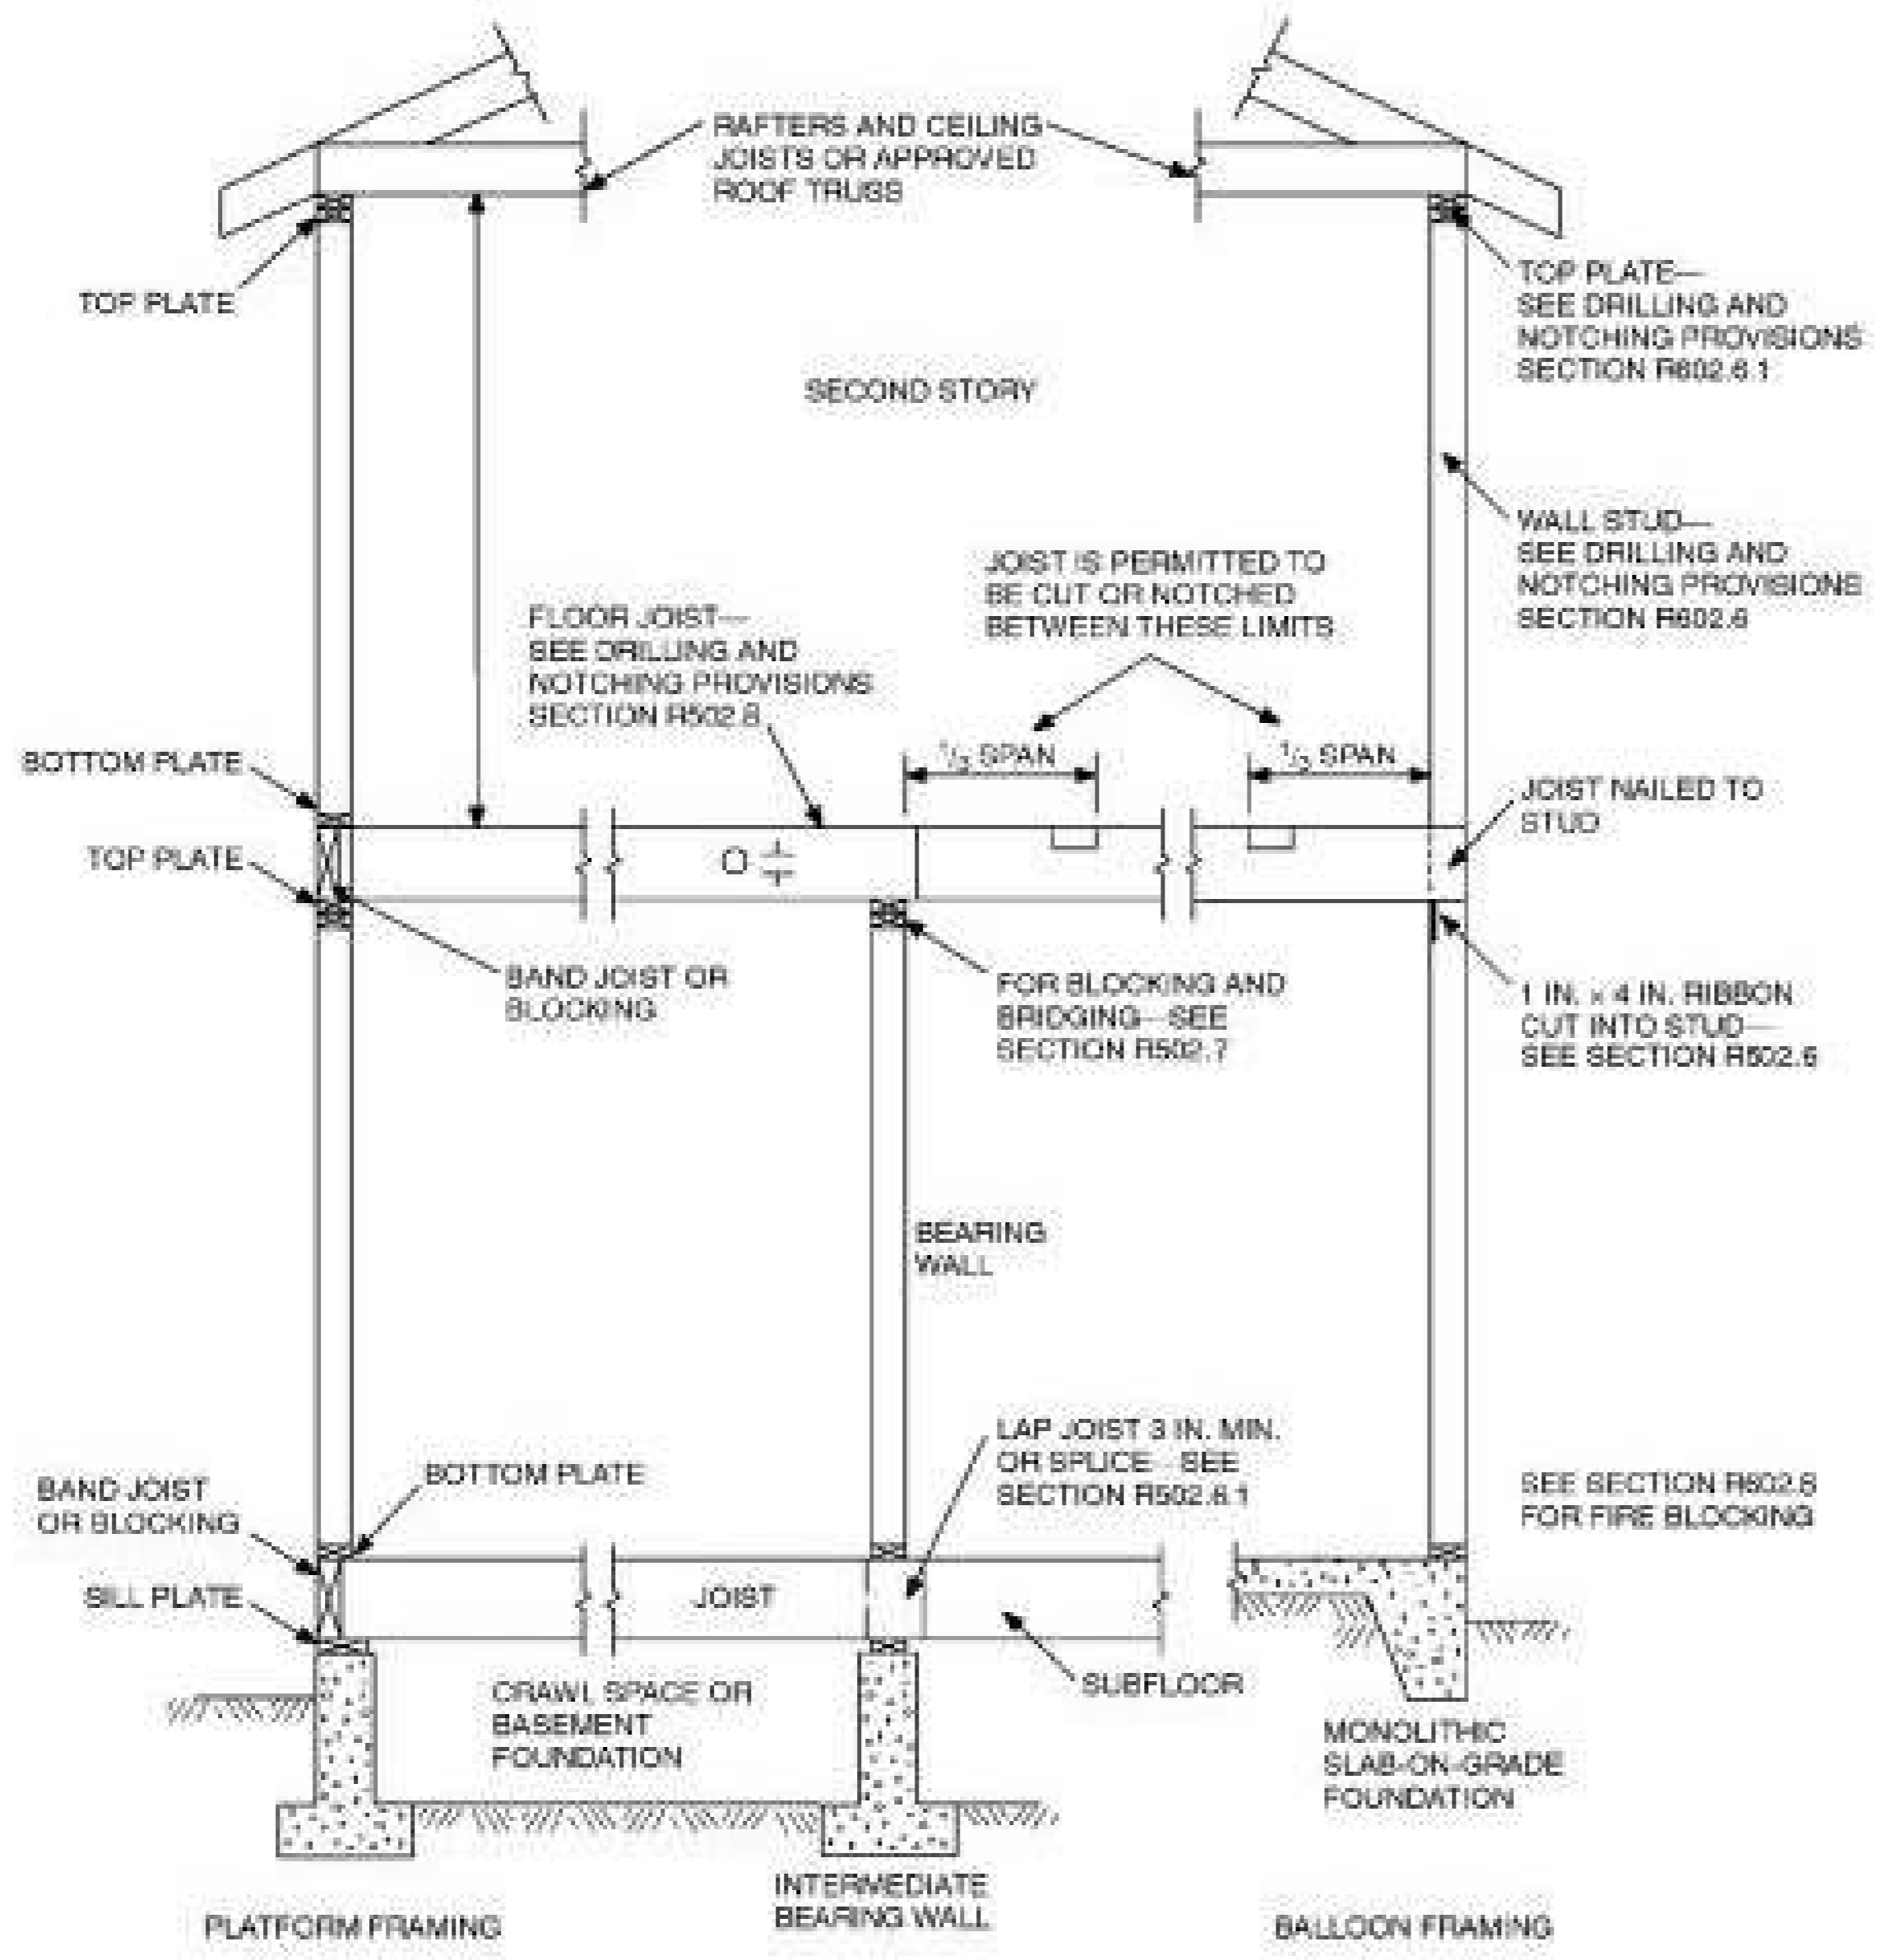 RAFTERS AND CEILING
JOISTS OR APPROVED
ROOF TRUSS
TOP PLATE
TOP PLATE—
SEE DRILLING AND
NOTCHING PROVISIONS
SECTION R602.6.1
SECOND STORY
WALL STUD—
SEE DRILLING AND
NOTCHING PROVISIONS
SECTION R602.6
JOIST IS PERMITTED TO
BE CUT OR NOTCHED
BETWEEN THESE LIMITS
FLOOR JOIST—
SEE DRILLING AND
NOTCHING PROVISIONS
SECTION R502.8
BOTTOM PLATE
1/3 SPAN
1/3 SPAN
JOIST NAILED TO
STUD
TOP PLATE
BAND JOIST OR
BLOCKING
FOR BLOCKING AND
BRIDGING—SEE
SECTION R502.7
1 IN. × 4 IN. RIBBON
CUT INTO STUD—
SEE SECTION R502.6
BEARING
WALL
LAP JOIST 3 IN. MIN.
OR SPLICE—SEE
SECTION R502.6.1
BAND JOIST
OR BLOCKING
BOTTOM PLATE
SEE SECTION R602.8
FOR FIRE BLOCKING
SILL PLATE
JOIST
SUBFLOOR
CRAWL SPACE OR
BASEMENT
FOUNDATION
MONOLITHIC
SLAB-ON-GRADE
FOUNDATION
INTERMEDIATE
BEARING WALL
PLATFORM FRAMING
BALLOON FRAMING